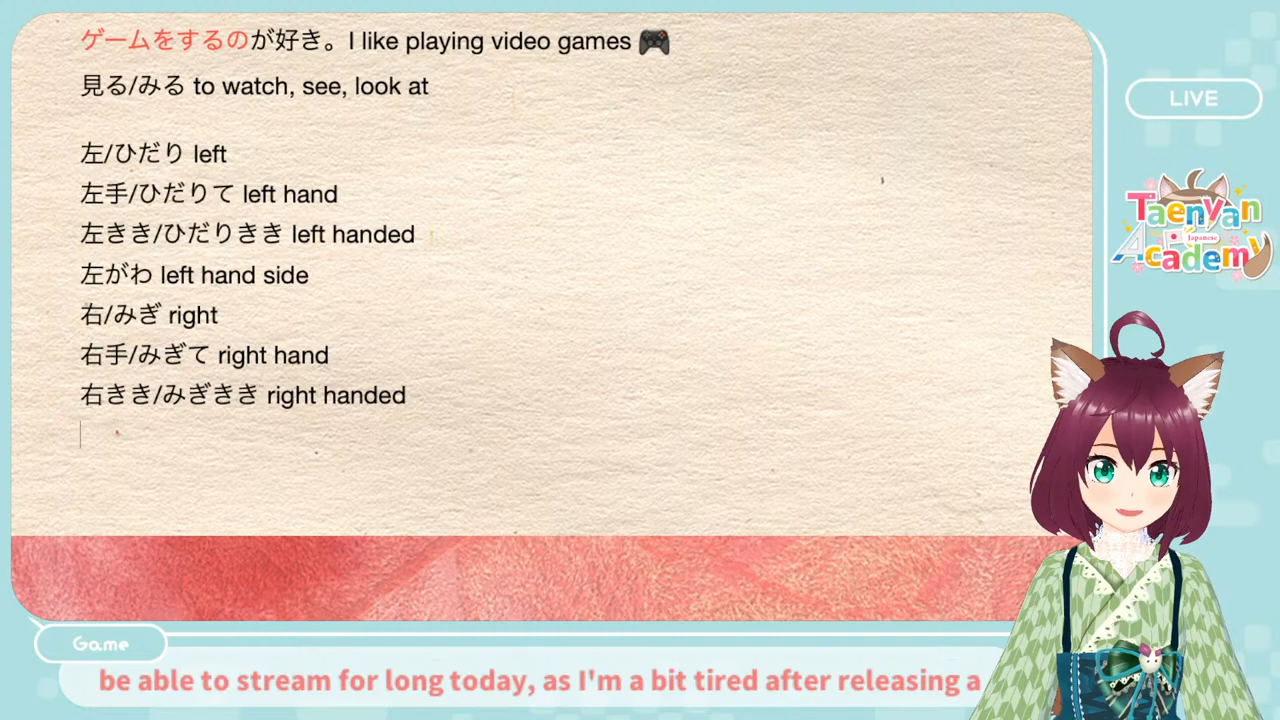 ゲームをするのが好き。I like playing video games 🎮
見る/みる to watch, see, look at
左/ひだり left
左手/ひだりて left hand
左きき/ひだりきき left handed
左がわ left hand side
右/みぎ right
右手/みぎて right hand
右きき/みぎきき right handed
LIVE
Taenyan
Japanese
Academy
Game
be able to stream for long today, as I'm a bit tired after releasing a